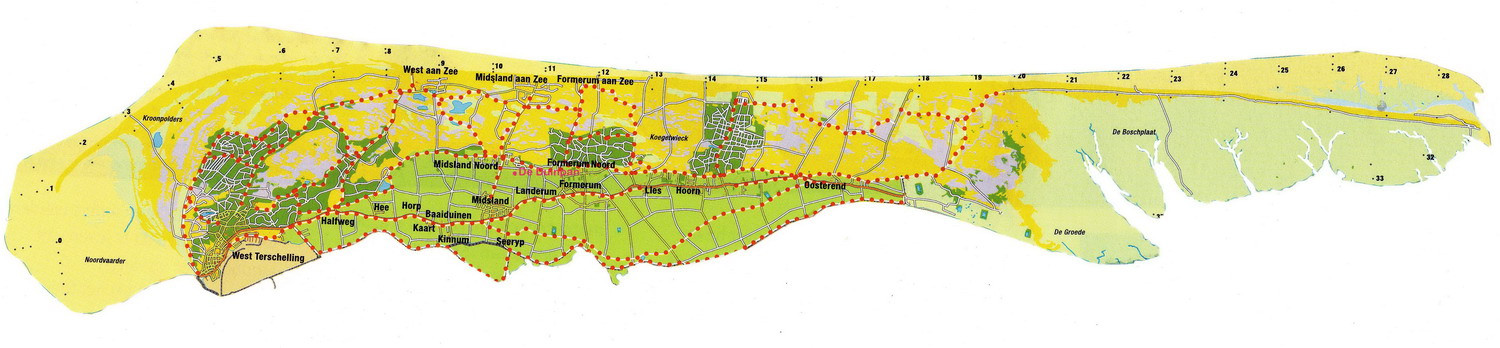 .0
.1
.2
.3
.4
.5
.6
.7
.8
.9
.10
.11
.12
.13
.14
.15
.16
.17
.18
.19
.20
.21
.22
.23
.24
.25
.26
.27
.28
.32
.33
West aan Zee
Midsland aan Zee
Formerum aan Zee
Kroonpolders
Koegelwieck
De Boschplaat
Midsland Noord
Formerum Noord
Landerum
Formerum
Lies
Hoorn
Oosterend
Hee
Horp
Midsland
Halfweg
Baaiduinen
Kaart
Kinnum
Seeryp
De Groede
Noordvaarder
West Terschelling